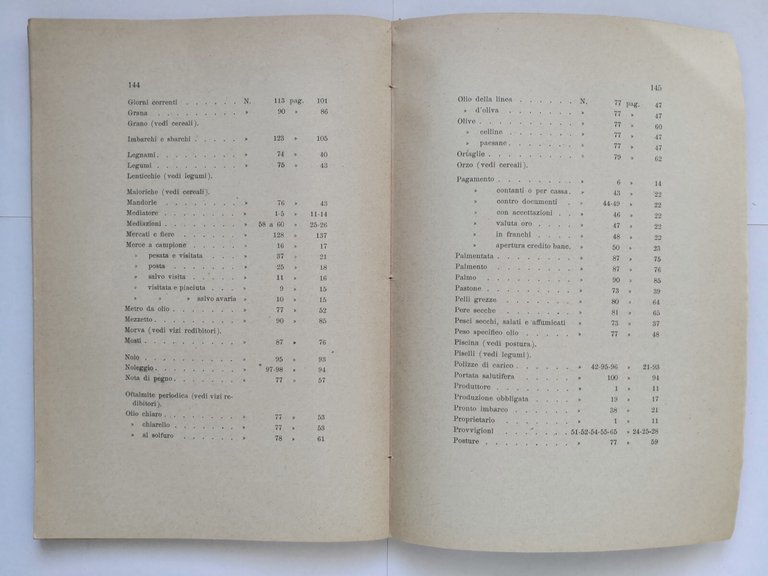 144
Giorni correnti . . . . . . N. 113 pag. 101
Grana . . . . . . . . . » 90 » 86
Grano (vedi cereali).
Imbarchi e sbarchi . . . . . » 123 » 105
Legnami . . . . . . . . » 74 » 40
Legumi . . . . . . . . » 75 » 43
Lenticchie (vedi legumi).
Maioriche (vedi cereali).
Mandorle . . . . . . . . » 76 » 43
Mediatore . . . . . . . . » 1-5 » 11-14
Mediazioni . . . . . . . » 58 a 60 » 25-26
Mercati e fiere . . . . . . » 128 » 137
Merce a campione . . . . . » 16 » 17
» pesata e visitata . . . . » 37 » 21
» posta . . . . . . . » 25 » 18
» salvo visita . . . . . » 11 » 16
» visitata e piaciuta . . . » 9 » 15
» » » salvo avaria » 10 » 15
Metro da olio . . . . . . » 77 » 52
Mezzetto . . . . . . . . » 90 » 85
Morva (vedi vizi redibitori).
Mosti . . . . . . . . . » 87 » 76
Nolo . . . . . . . . . » 95 » 93
Noleggio . . . . . . . . » 97-98 » 94
Nota di pegno . . . . . . » 77 » 57
Oftalmite periodica (vedi vizi re-
dibitori).
Olio chiaro . . . . . . . » 77 » 53
» chiarello . . . . . . » 77 » 53
» al solfuro . . . . . . » 78 » 61
145
Olio della linea . . . . . . N. 77 pag. 47
» d'oliva . . . . . . . » 77 » 47
Olive . . . . . . . . . » 77 » 60
» celline . . . . . . . » 77 » 47
» paesane . . . . . . . » 77 » 47
Orzaglie . . . . . . . . » 79 » 62
Orzo (vedi cereali).
Pagamento . . . . . . . . » 6 » 14
» contanti o per cassa . » 43 » 22
» contro documenti . . 44-49 » 22
» con accettazioni . . . » 46 » 22
» valuta oro . . . . » 47 » 22
» in franchi . . . . » 48 » 22
» apertura credito banc. » 50 » 23
Palmentata . . . . . . . » 87 » 75
Palmento . . . . . . . . » 87 » 76
Palmo . . . . . . . . . » 90 » 85
Pastone . . . . . . . . » 73 » 39
Pelli grezze . . . . . . . » 80 » 64
Pere secche . . . . . . . » 81 » 65
Pesci secchi, salati e affumicati » 73 » 37
Peso specifico olio . . . . . » 77 » 48
Piscina (vedi postura).
Piselli (vedi legumi).
Polizze di carico . . . . . . » 42-95-96 » 21-93
Portata salutifera . . . . . » 100 » 94
Produttore . . . . . . . » 1 » 11
Produzione obbligata . . . . » 19 » 17
Pronto imbarco . . . . . . » 38 » 21
Proprietario . . . . . . . » 1 » 11
Provvigioni . . . . . . 51-52-54-55-65 » 24-25-28
Posture . . . . . . . . » 77 » 59